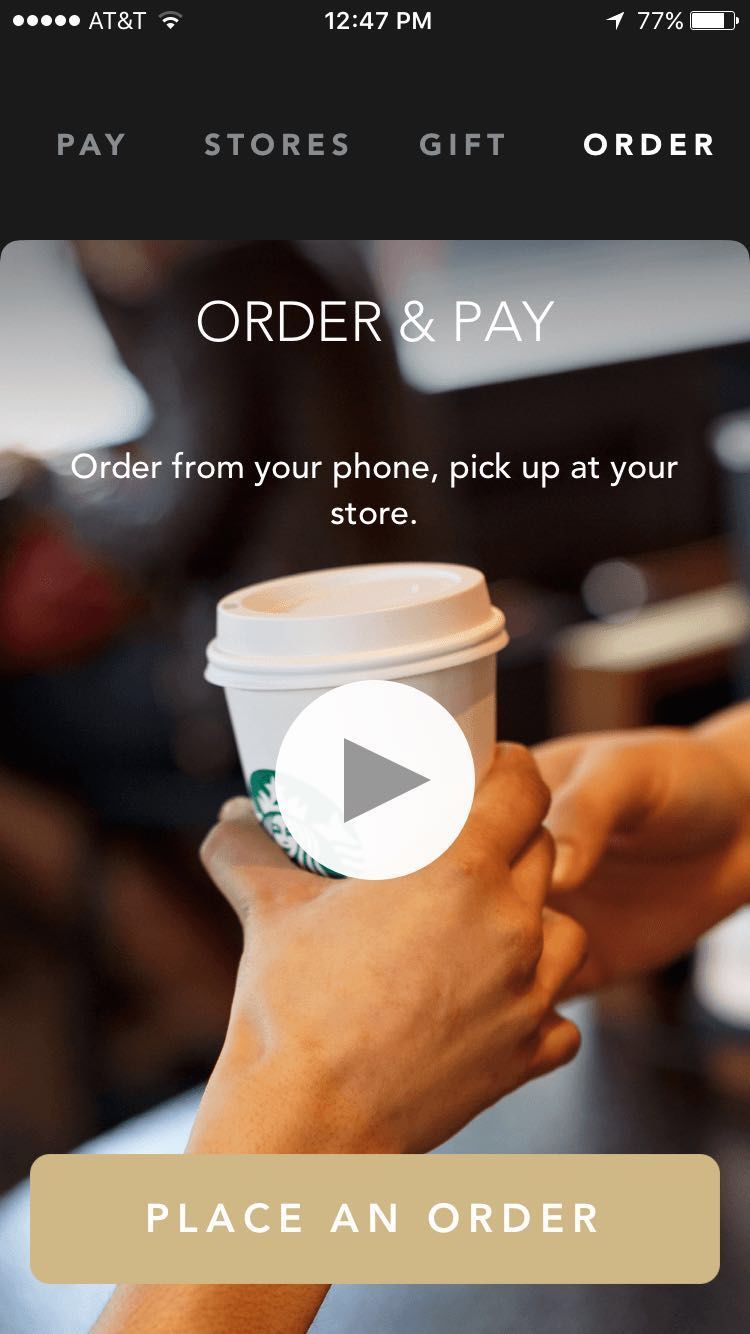 AT&T 12:47 PM 77%
PAY STORES GIFT ORDER
ORDER & PAY
Order from your phone, pick up at your
store.
PLACE AN ORDER